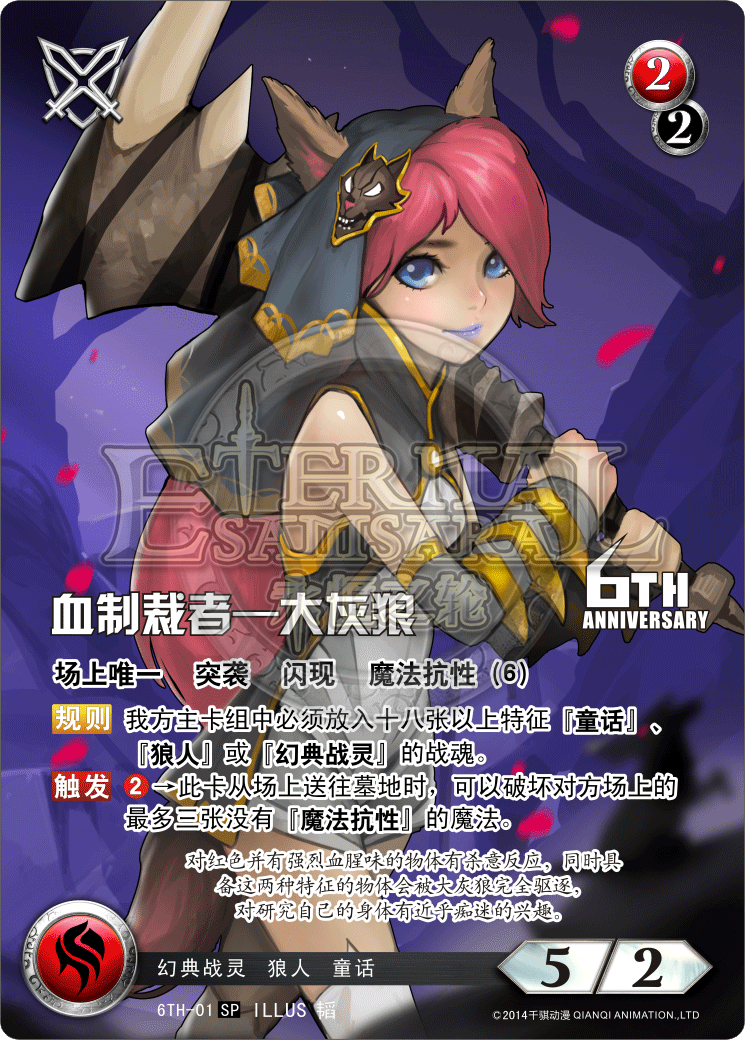 2
2
ETERNAL
ESANISTAEAL
6TH
ANNIVERSARY
血制裁者—大灰狼
场上唯一 突袭 闪现 魔法抗性（6）
规则 我方主卡组中必须放入十八张以上特征『童话』、
『狼人』或『幻典战灵』的战魂。
触发 2→此卡从场上送往墓地时，可以破坏对方场上的
最多三张没有『魔法抗性』的魔法。
对红色并有强烈血腥味的物体有杀意反应，同时具
备这两种特征的物体会被大灰狼完全驱逐，
对研究自己的身体有近乎痴迷的兴趣。
幻典战灵 狼人 童话
5/2
6TH-01 SP ILLUS 韬
©2014千骐动漫 QIANQI ANIMATION.,LTD